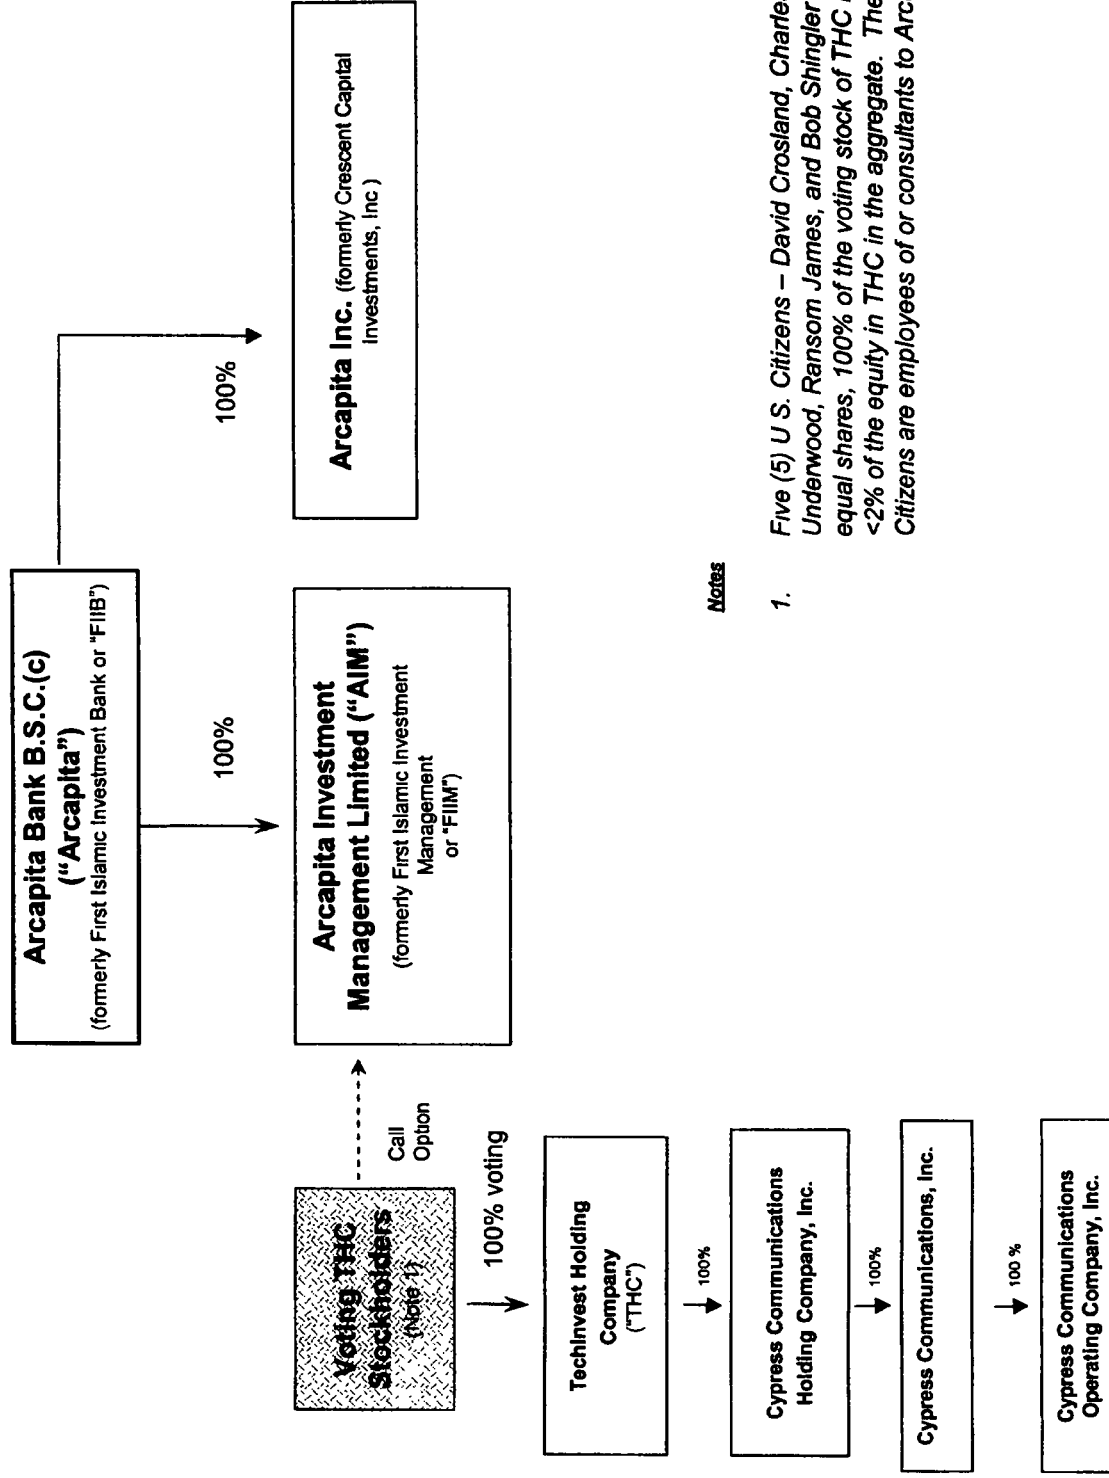 Arcapita Bank B.S.C.(c)
("Arcapita")
(formerly First Islamic Investment Bank or "FIIB")
100%
100%
Arcapita Inc. (formerly Crescent Capital
Investments, Inc )
Arcapita Investment
Management Limited ("AIM")
(formerly First Islamic Investment
Management
or "FIIM")
Call
Option
Voting THC
Stockholders
(Note 1)
100% voting
TechInvest Holding
Company
("THC")
100%
Cypress Communications
Holding Company, Inc.
100%
Cypress Communications, Inc.
100 %
Cypress Communications
Operating Company, Inc.
Notes
1. Five (5) U S. Citizens – David Crosland, Charle
Underwood, Ransom James, and Bob Shingler
equal shares, 100% of the voting stock of THC
<2% of the equity in THC in the aggregate. The
Citizens are employees of or consultants to Arc